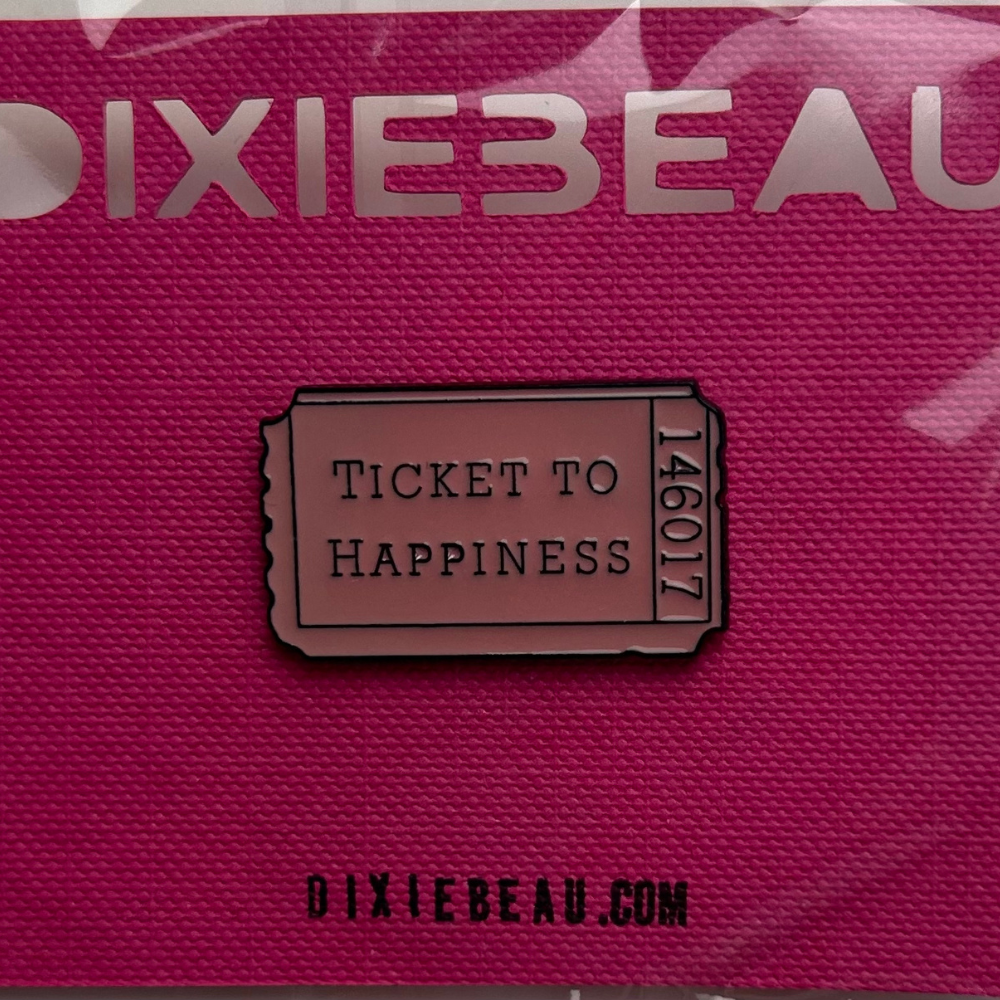 DIXIEBEAU
TICKET TO
HAPPINESS
146017
DIXIEBEAU.COM